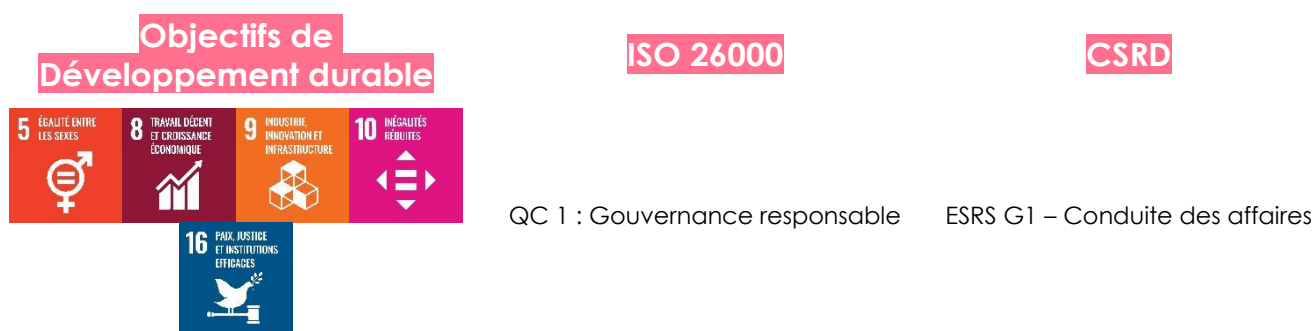 Objectifs de
Développement durable
ISO 26000
CSRD
5 ÉGALITÉ ENTRE
LES SEXES
8 TRAVAIL DÉCENT
ET CROISSANCE
ÉCONOMIQUE
9 INDUSTRIE,
INNOVATION ET
INFRASTRUCTURE
10 INÉGALITÉS
RÉDUITES
16 PAIX, JUSTICE
ET INSTITUTIONS
EFFICACES
QC 1 : Gouvernance responsable
ESRS G1 – Conduite des affaires